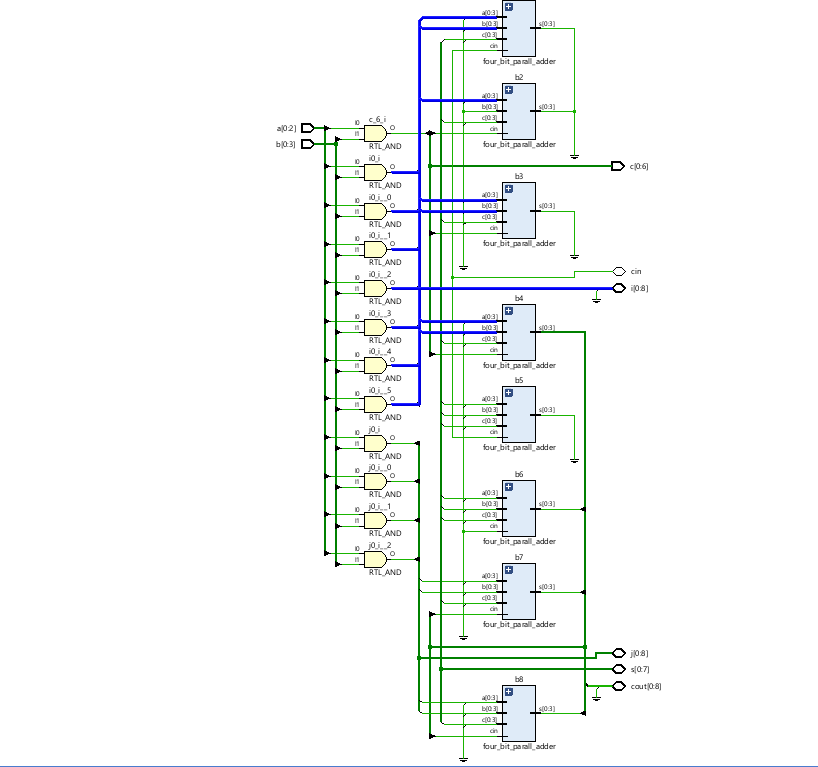 a[0:3]
b[0:3]
c[0:3]
cin
s[0:3]
four_bit_parall_adder
b2
a[0:3]
b[0:3]
c[0:3]
cin
s[0:3]
four_bit_parall_adder
a[0:2]
b[0:3]
c_6_i
I0
I1
O
RTL_AND
i0_i
I0
I1
O
RTL_AND
i0_i__0
I0
I1
O
RTL_AND
i0_i__1
I0
I1
O
RTL_AND
i0_i__2
I0
I1
O
RTL_AND
i0_i__3
I0
I1
O
RTL_AND
i0_i__4
I0
I1
O
RTL_AND
i0_i__5
I0
I1
O
RTL_AND
j0_i
I0
I1
O
RTL_AND
j0_i__0
I0
I1
O
RTL_AND
j0_i__1
I0
I1
O
RTL_AND
j0_i__2
I0
I1
O
RTL_AND
c[0:6]
b3
a[0:3]
b[0:3]
c[0:3]
cin
s[0:3]
four_bit_parall_adder
cin
i[0:8]
b4
a[0:3]
b[0:3]
c[0:3]
cin
s[0:3]
four_bit_parall_adder
b5
a[0:3]
b[0:3]
c[0:3]
cin
s[0:3]
four_bit_parall_adder
b6
a[0:3]
b[0:3]
c[0:3]
cin
s[0:3]
four_bit_parall_adder
b7
a[0:3]
b[0:3]
c[0:3]
cin
s[0:3]
four_bit_parall_adder
j[0:8]
s[0:7]
cout[0:8]
b8
a[0:3]
b[0:3]
c[0:3]
cin
s[0:3]
four_bit_parall_adder